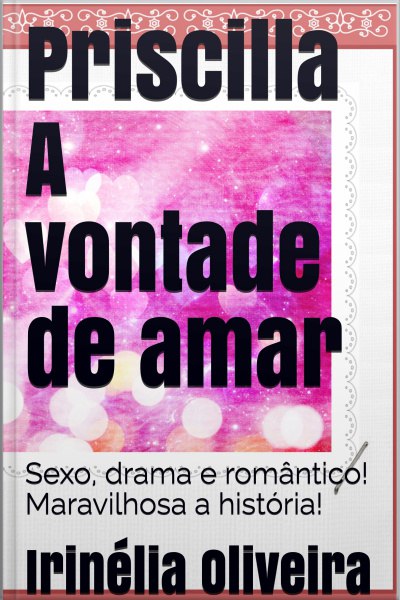 Priscilla
A
vontade
de amar
Sexo, drama e romântico!
Maravilhosa a história!
Irinélia Oliveira